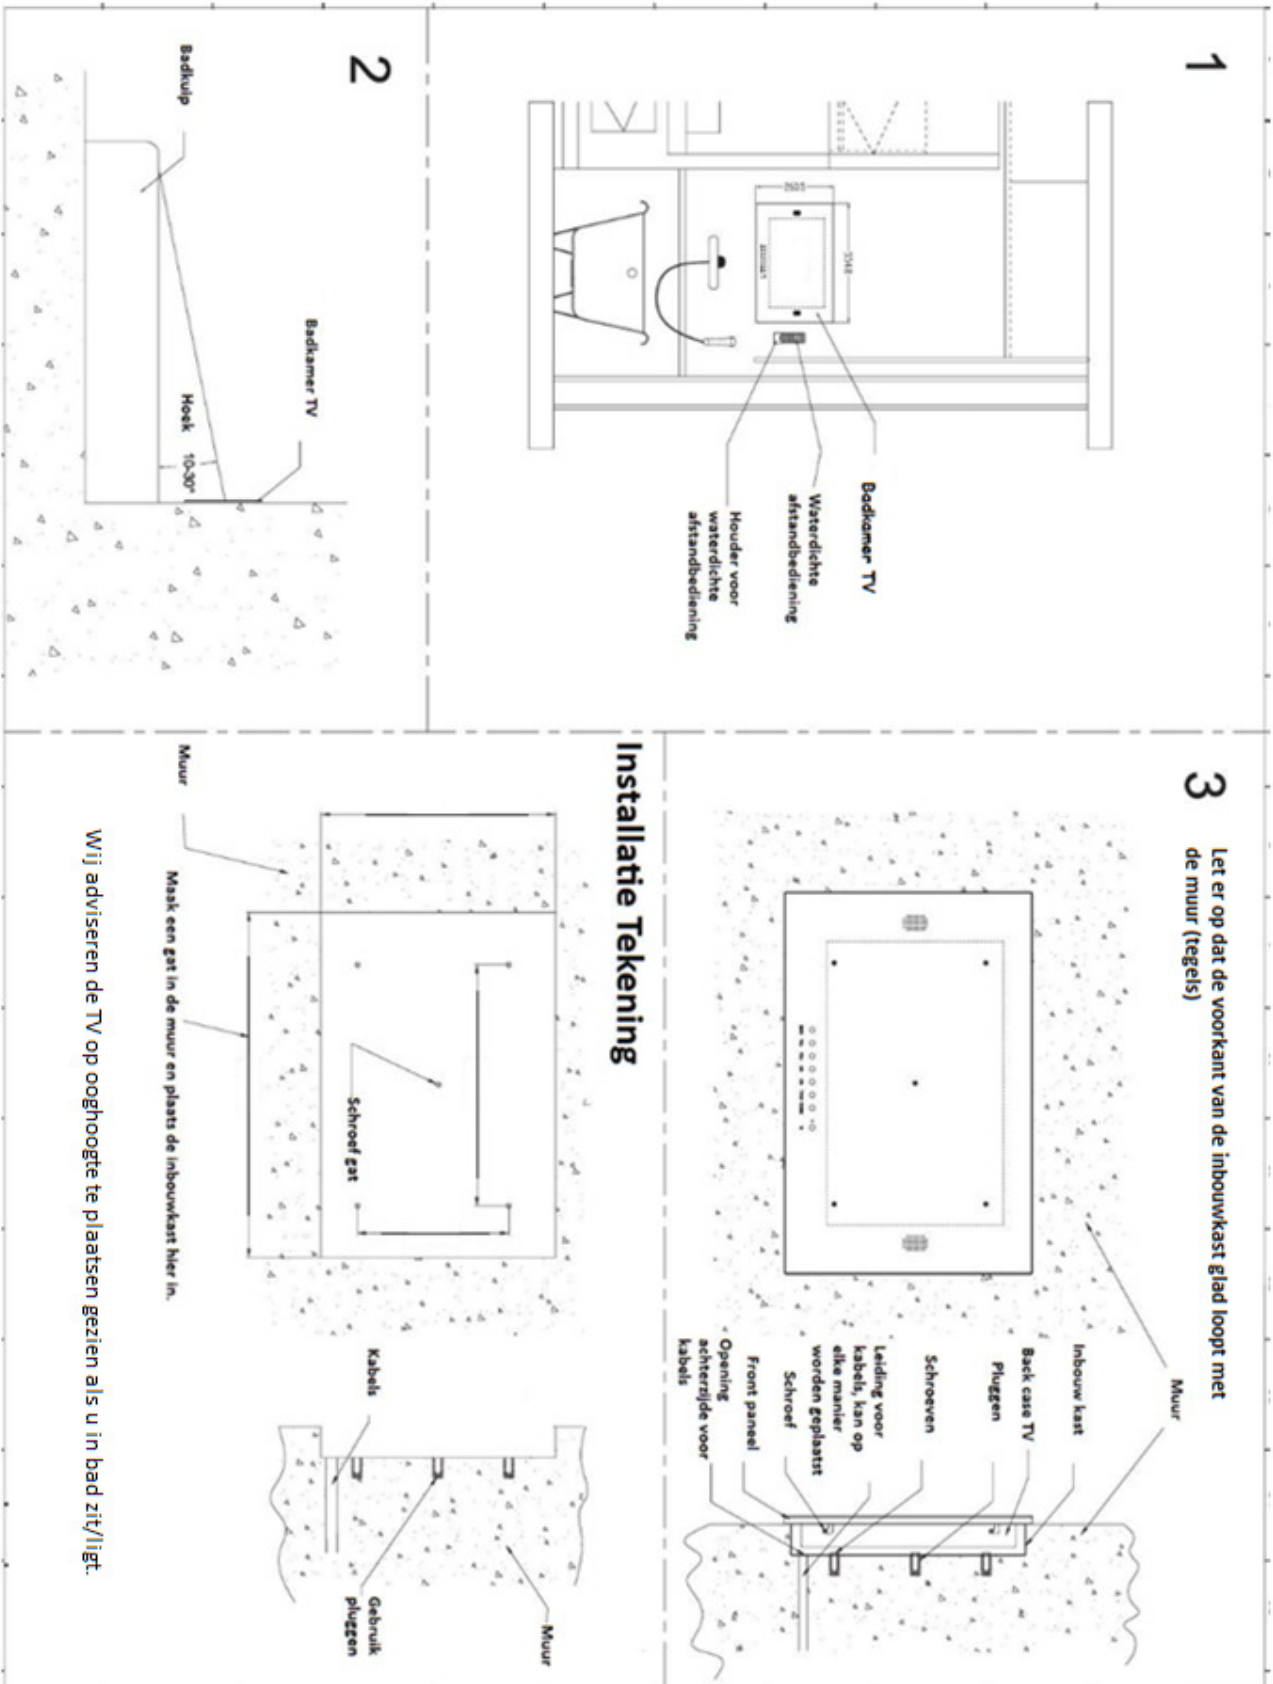 1
Badkamer TV
Waterdichte
afstandbediening
Houder voor
waterdichte
afstandbediening
2
Badkuip
Badkamer TV
Hoek
10-30°
3
Let er op dat de voorkant van de inbouwkast glad loopt met
de muur (tegels)
Muur
Inbouw kast
Back case TV
Pluggen
Schroeven
Leiding voor
kabels, kan op
elke manier
worden geplaatst
Schroef
Front paneel
Opening
achterzijde voor
kabels
Installatie Tekening
Schroef gat
Muur
Maak een gat in de muur en plaats de inbouwkast hier in.
Kabels
Muur
Gebruik
pluggen
Wij adviseren de TV op ooghoogte te plaatsen gezien als u in bad zit/ligt.